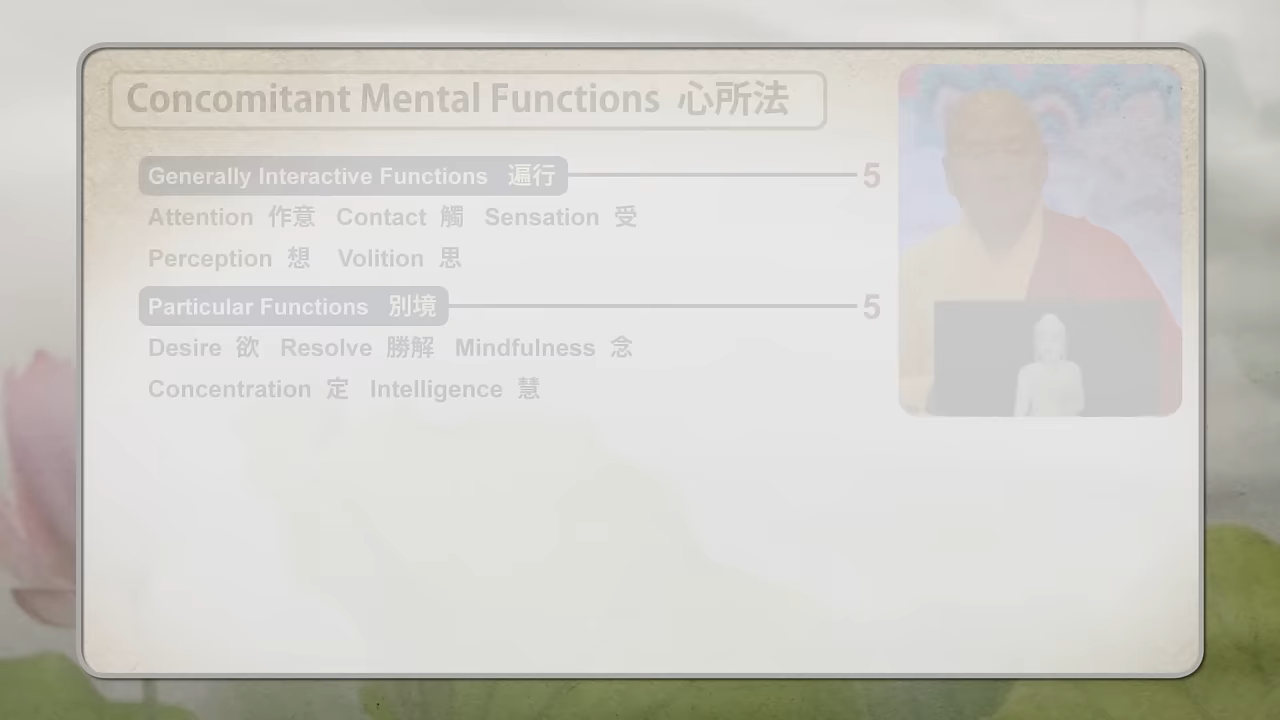 Concomitant Mental Functions 心所法
Generally Interactive Functions 遍行 5
Attention 作意 Contact 觸 Sensation 受
Perception 想 Volition 思
Particular Functions 別境 5
Desire 欲 Resolve 勝解 Mindfulness 念
Concentration 定 Intelligence 慧